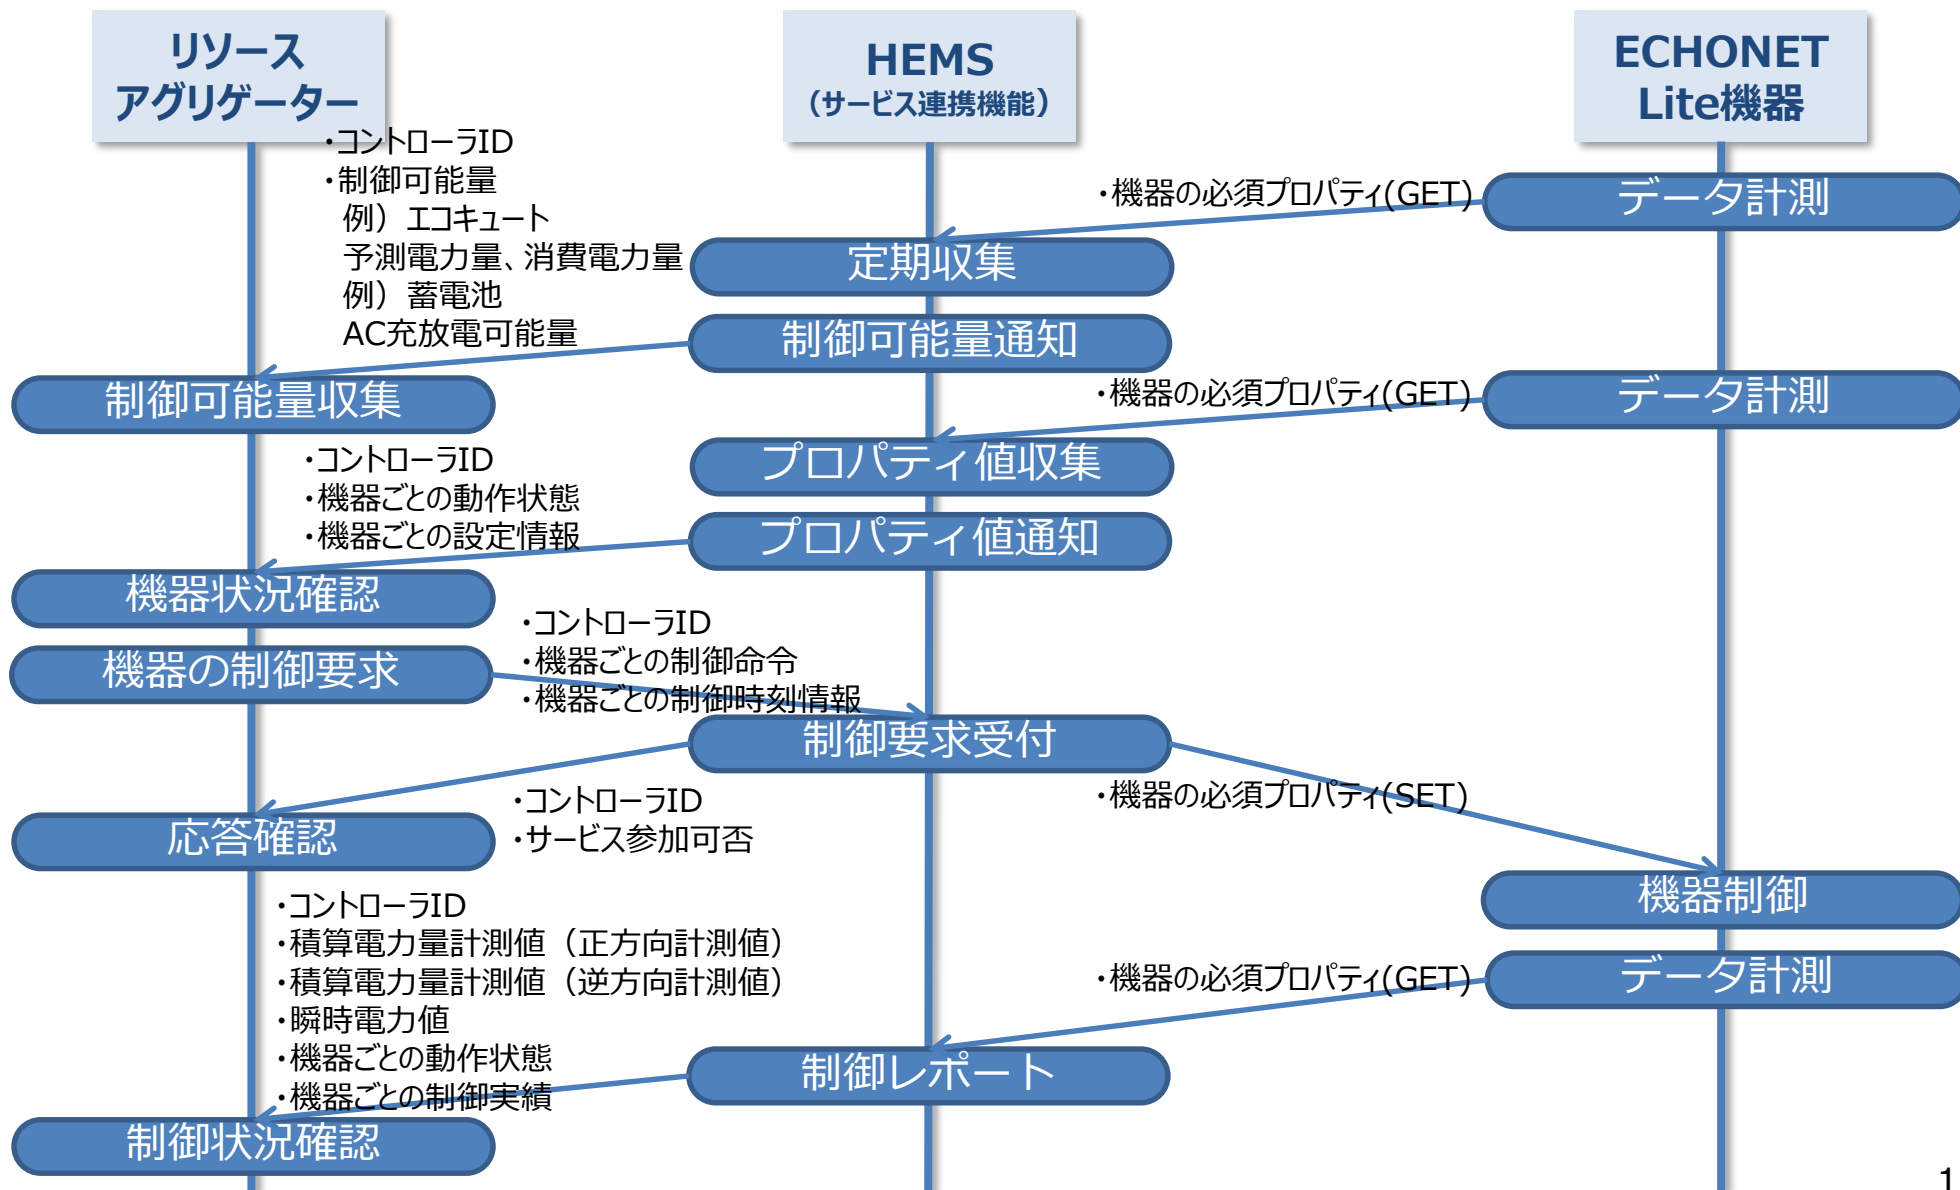 リソース
アグリゲーター
HEMS
（サービス連携機能）
ECHONET
Lite機器
・コントローラID
・制御可能量
例）エコキュート
予測電力量、消費電力量
例）蓄電池
AC充放電可能量
・機器の必須プロパティ(GET)
データ計測
定期収集
制御可能量通知
制御可能量収集
・機器の必須プロパティ(GET)
データ計測
プロパティ値収集
・コントローラID
・機器ごとの動作状態
・機器ごとの設定情報
プロパティ値通知
機器状況確認
機器の制御要求
・コントローラID
・機器ごとの制御命令
・機器ごとの制御時刻情報
制御要求受付
・機器の必須プロパティ(SET)
・コントローラID
・サービス参加可否
応答確認
機器制御
・コントローラID
・積算電力量計測値（正方向計測値）
・積算電力量計測値（逆方向計測値）
・瞬時電力値
・機器ごとの動作状態
・機器ごとの制御実績
・機器の必須プロパティ(GET)
データ計測
制御レポート
制御状況確認
1